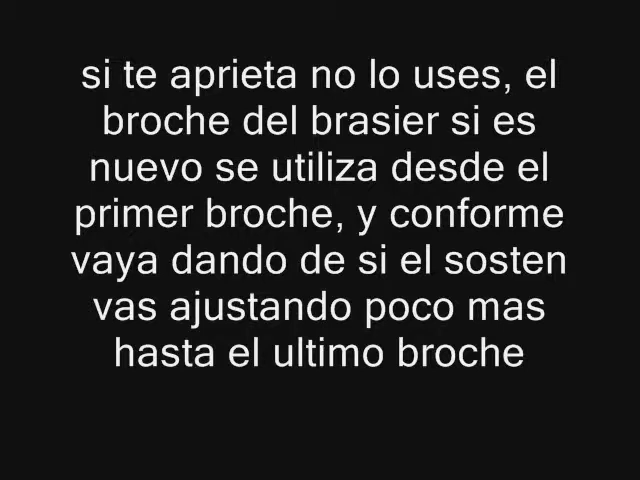 si te aprieta no lo uses, el
broche del brasier si es
nuevo se utiliza desde el
primer broche, y conforme
vaya dando de si el sosten
vas ajustando poco mas
hasta el ultimo broche